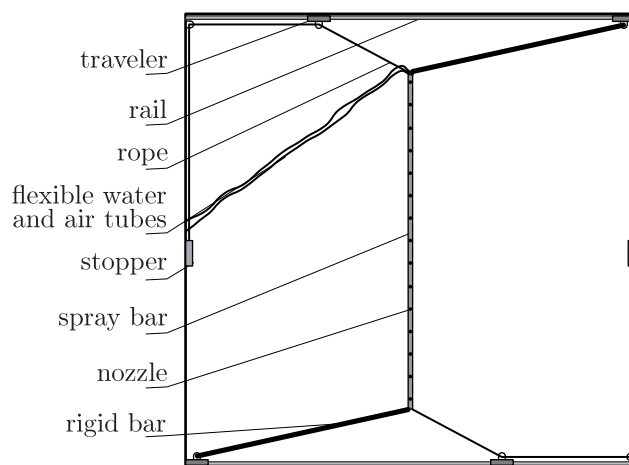 traveler
rail
rope
flexible water
and air tubes
stopper
spray bar
nozzle
rigid bar